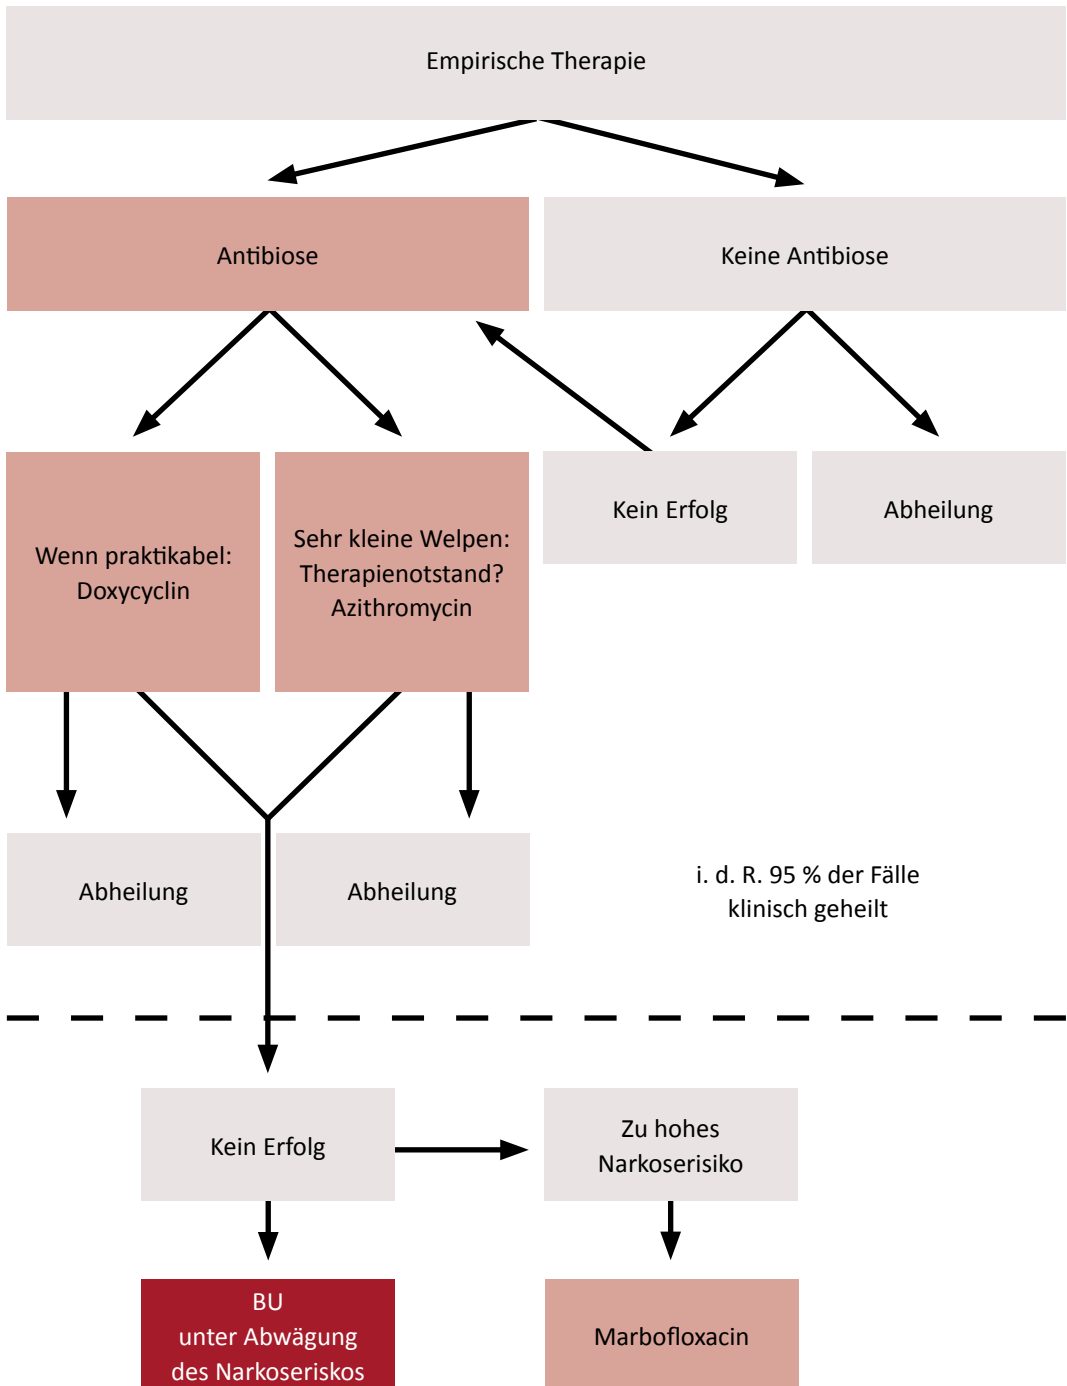 Empirische Therapie
Antibiose
Keine Antibiose
Wenn praktikabel:
Doxycyclin
Sehr kleine Welpen:
Therapienotstand?
Azithromycin
Kein Erfolg
Abheilung
Abheilung
Abheilung
i. d. R. 95 % der Fälle
klinisch geheilt
Kein Erfolg
Zu hohes
Narkoserisiko
BU
unter Abwägung
des Narkoseriskos
Marbofloxacin